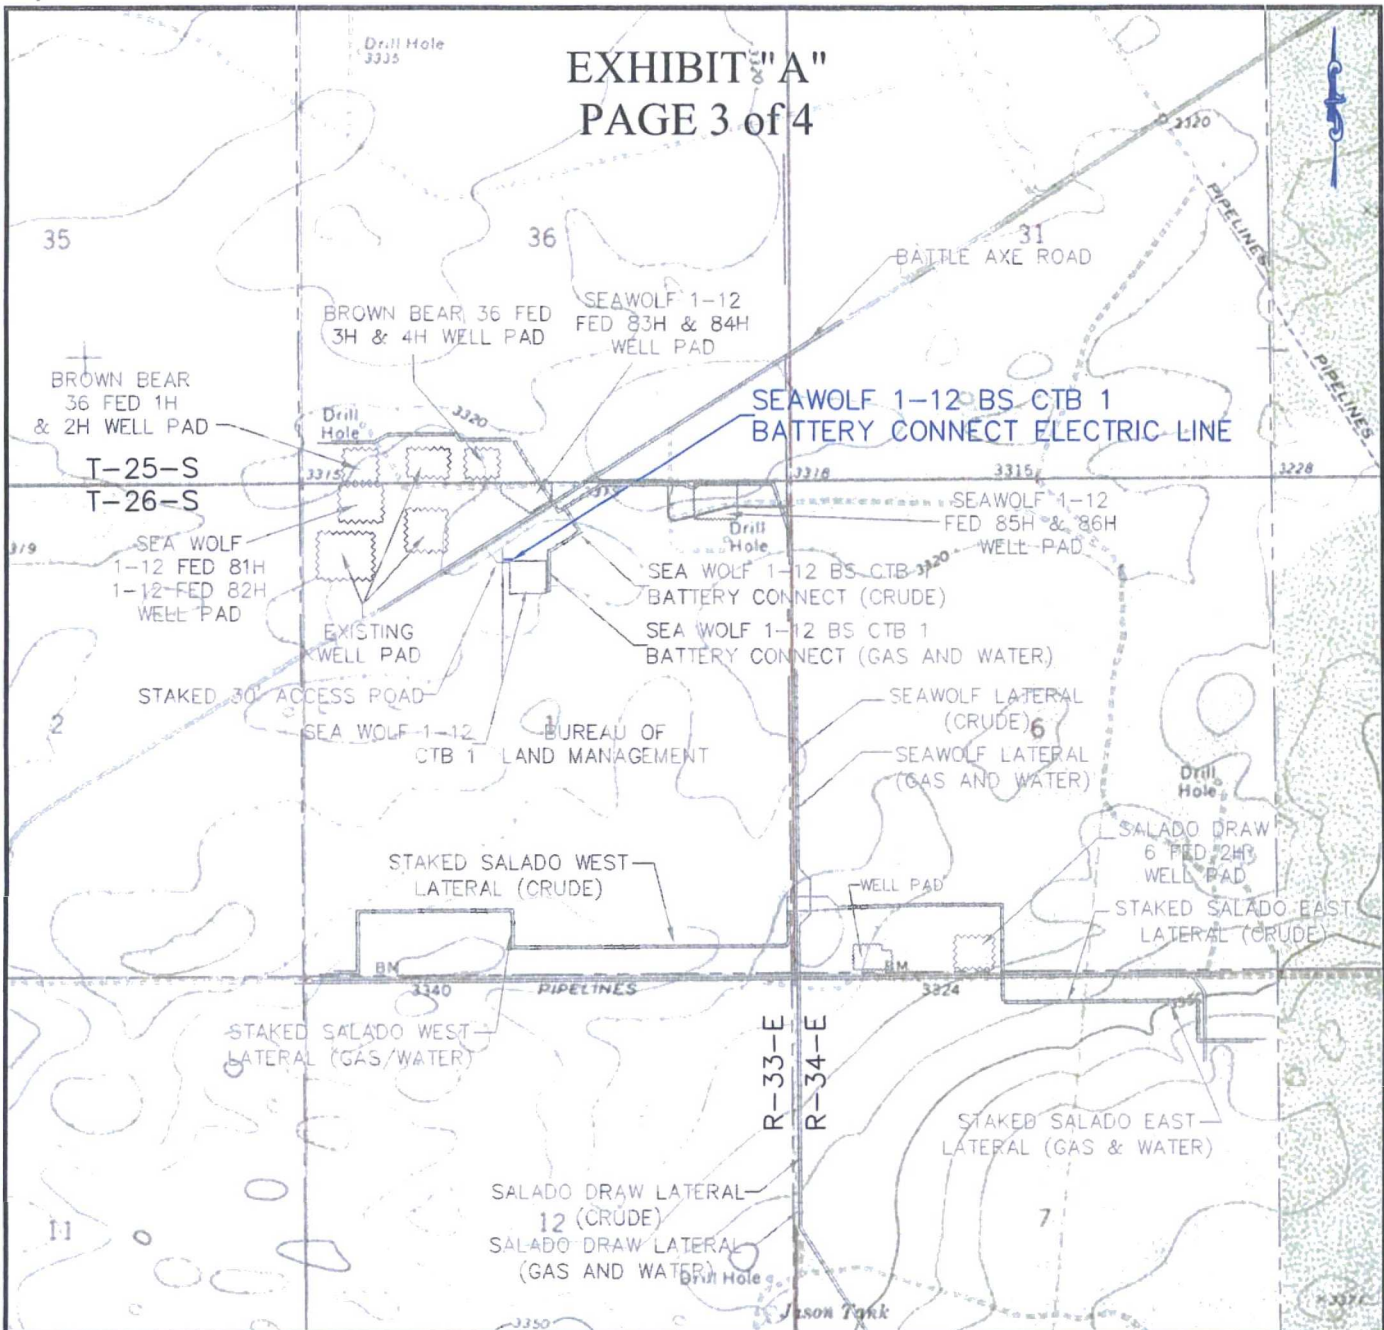 EXHIBIT "A"
PAGE 3 of 4
Drill Hole
3335
3320
3320
PIPELINES
PIPELINES
35
36
31
BATTLE AXE ROAD
BROWN BEAR 36 FED
3H & 4H WELL PAD
SEAWOLF 1-12
FED 83H & 84H
WELL PAD
BROWN BEAR
36 FED 1H
& 2H WELL PAD
Drill
Hole
3320
SEAWOLF 1-12 BS CTB 1
BATTERY CONNECT ELECTRIC LINE
T-25-S
T-26-S
3315
3318
3315
3228
SEAWOLF 1-12
FED 85H & 86H
WELL PAD
Drill
Hole
3320
SEA WOLF
1-12 FED 81H
1-12 FED 82H
WELL PAD
EXISTING
WELL PAD
SEA WOLF 1-12 BS CTB 1
BATTERY CONNECT (CRUDE)
SEA WOLF 1-12 BS CTB 1
BATTERY CONNECT (GAS AND WATER)
STAKED 30' ACCESS ROAD
2
1
6
SEA WOLF 1-12
CTB 1
BUREAU OF
LAND MANAGEMENT
SEAWOLF LATERAL
(CRUDE)
SEAWOLF LATERAL
(GAS AND WATER)
Drill
Hole
SALADO DRAW
6 FED 2H
WELL PAD
STAKED SALADO WEST
LATERAL (CRUDE)
WELL PAD
STAKED SALADO EAST
LATERAL (CRUDE)
BM
3340
PIPELINES
BM
3324
STAKED SALADO WEST
LATERAL (GAS/WATER)
R-33-E
R-34-E
STAKED SALADO EAST
LATERAL (GAS & WATER)
SALADO DRAW LATERAL
(CRUDE)
SALADO DRAW LATERAL
(GAS AND WATER)
11
12
7
Drill Hole
Jason Tank
3350